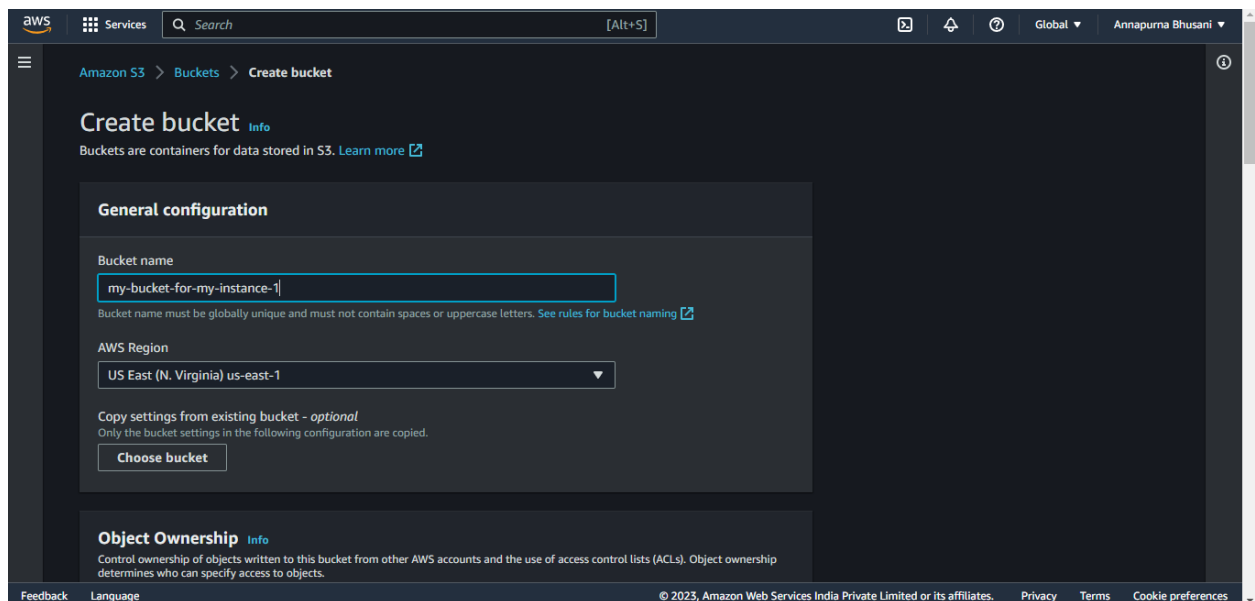 aws
Services
Search
[Alt+S]
Global
Annapurna Bhusani
Amazon S3 > Buckets > Create bucket
Create bucket Info
Buckets are containers for data stored in S3. Learn more
General configuration
Bucket name
my-bucket-for-my-instance-1
Bucket name must be globally unique and must not contain spaces or uppercase letters. See rules for bucket naming
AWS Region
US East (N. Virginia) us-east-1
Copy settings from existing bucket - optional
Only the bucket settings in the following configuration are copied.
Choose bucket
Object Ownership Info
Control ownership of objects written to this bucket from other AWS accounts and the use of access control lists (ACLs). Object ownership
determines who can specify access to objects.
Feedback Language © 2023, Amazon Web Services India Private Limited or its affiliates. Privacy Terms Cookie preferences